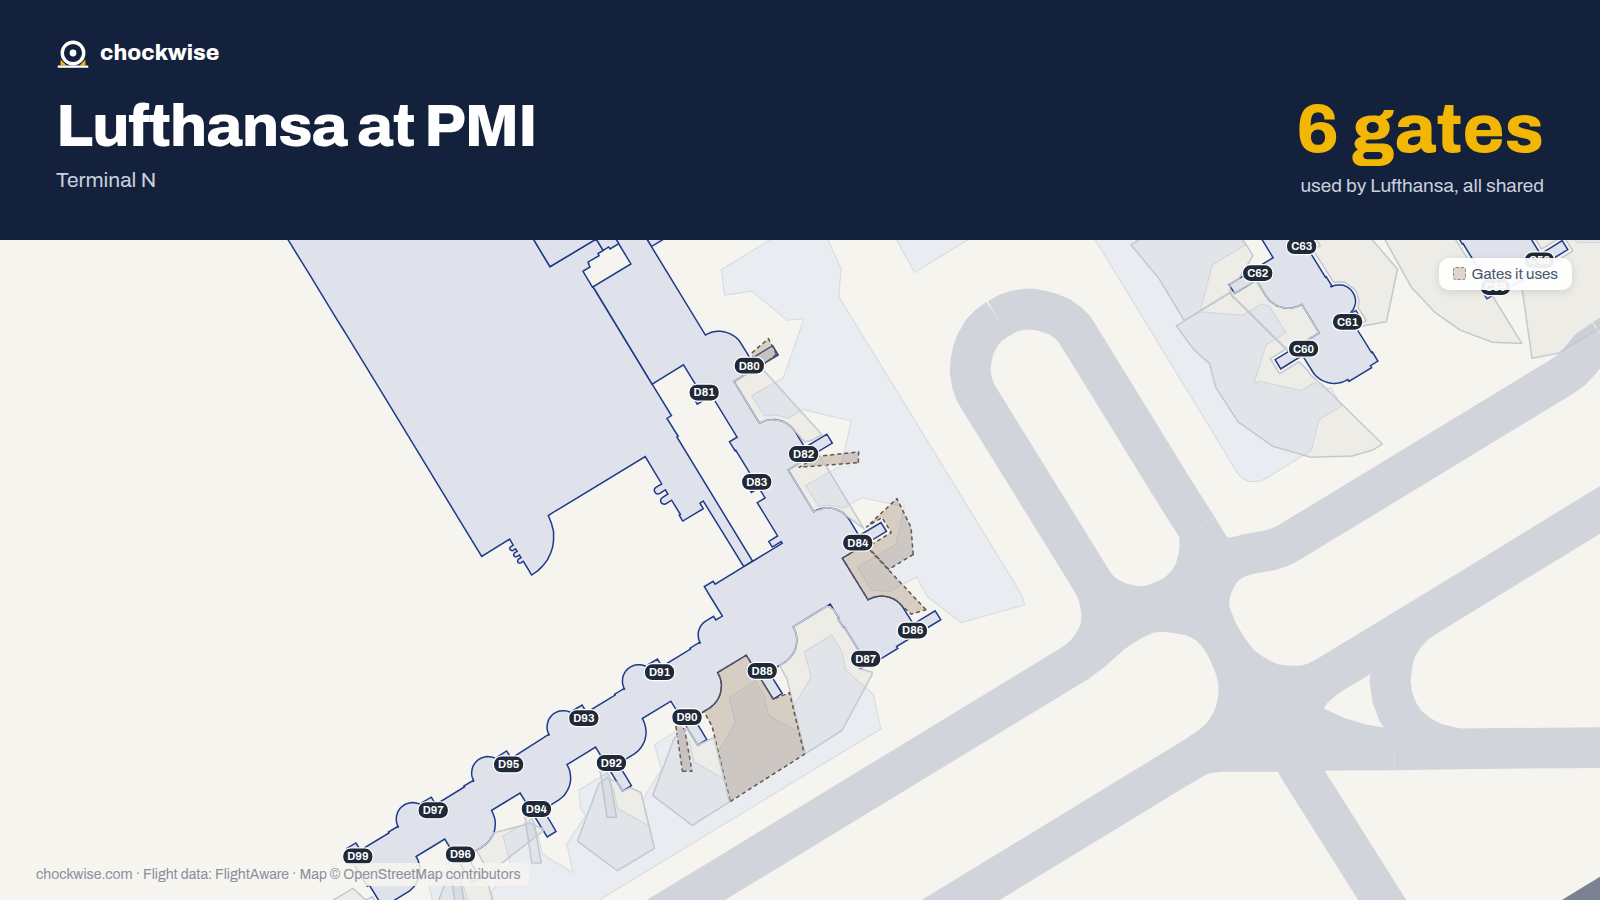 chockwise
Lufthansa at PMI
Terminal N
6 gates
used by Lufthansa, all shared
C63
C62
Gates it uses
C61
C60
D80
D81
D82
D83
D84
D86
D87
D88
D91
D90
D93
D92
D95
D94
D97
D96
D99
chockwise.com · Flight data: FlightAware · Map © OpenStreetMap contributors